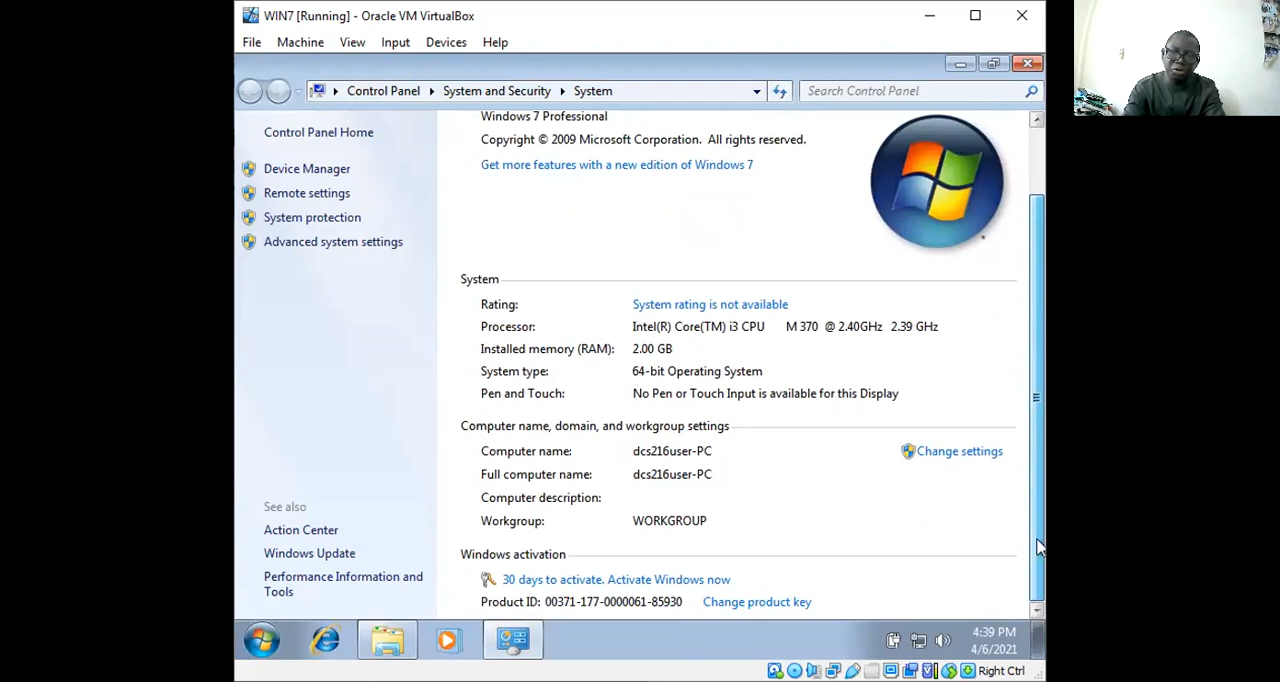 WIN7 [Running] - Oracle VM VirtualBox
File Machine View Input Devices Help
Control Panel System and Security System Search Control Panel
Control Panel Home
Device Manager
Remote settings
System protection
Advanced system settings
See also
Action Center
Windows Update
Performance Information and
Tools
Windows 7 Professional
Copyright © 2009 Microsoft Corporation. All rights reserved.
Get more features with a new edition of Windows 7
System
Rating: System rating is not available
Processor: Intel(R) Core(TM) i3 CPU M 370 @ 2.40GHz 2.39 GHz
Installed memory (RAM): 2.00 GB
System type: 64-bit Operating System
Pen and Touch: No Pen or Touch Input is available for this Display
Computer name, domain, and workgroup settings
Computer name: dcs216user-PC Change settings
Full computer name: dcs216user-PC
Computer description:
Workgroup: WORKGROUP
Windows activation
30 days to activate. Activate Windows now
Product ID: 00371-177-0000061-85930 Change product key
4:39 PM
4/6/2021
Right Ctrl